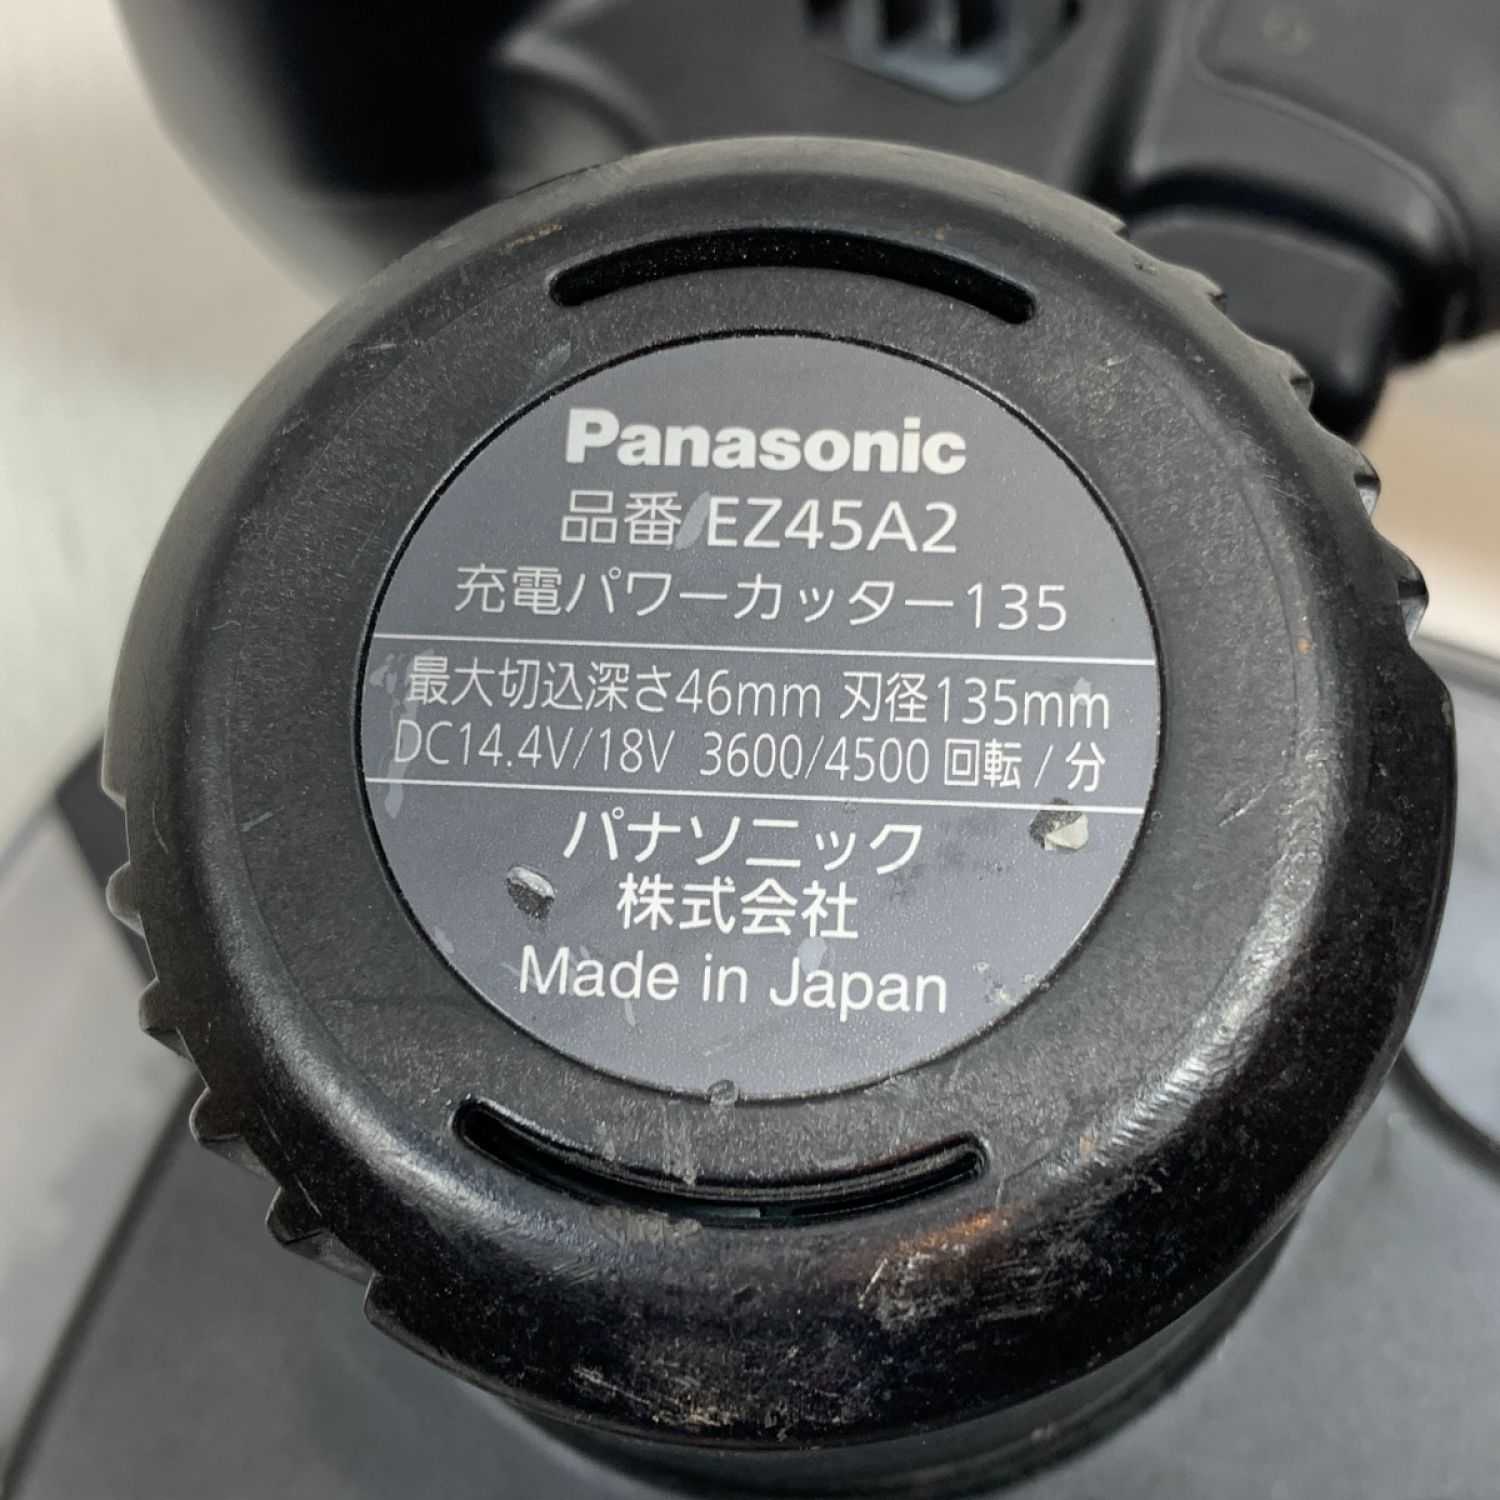 Panasonic
品番 EZ45A2
充電パワーカッター135
最大切込深さ46mm 刃径135mm
DC14.4V/18V 3600/4500 回転/分
パナソニック
株式会社
Made in Japan